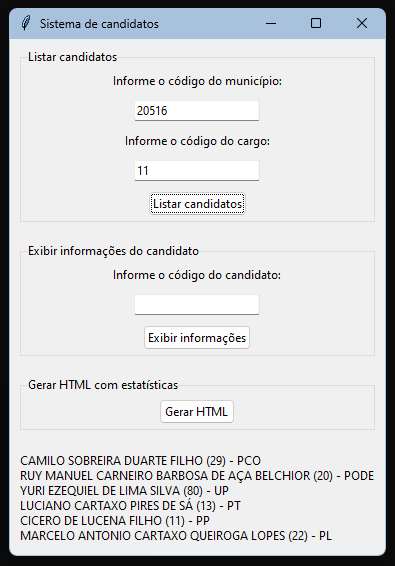 Sistema de candidatos
Listar candidatos
Informe o código do município:
20516
Informe o código do cargo:
11
Listar candidatos
Exibir informações do candidato
Informe o código do candidato:
Exibir informações
Gerar HTML com estatísticas
Gerar HTML
CAMILO SOBREIRA DUARTE FILHO (29) - PCO
RUY MANUEL CARNEIRO BARBOSA DE AÇA BELCHIOR (20) - PODE
YURI EZEQUIEL DE LIMA SILVA (80) - UP
LUCIANO CARTAXO PIRES DE SÁ (13) - PT
CICERO DE LUCENA FILHO (11) - PP
MARCELO ANTONIO CARTAXO QUEIROGA LOPES (22) - PL